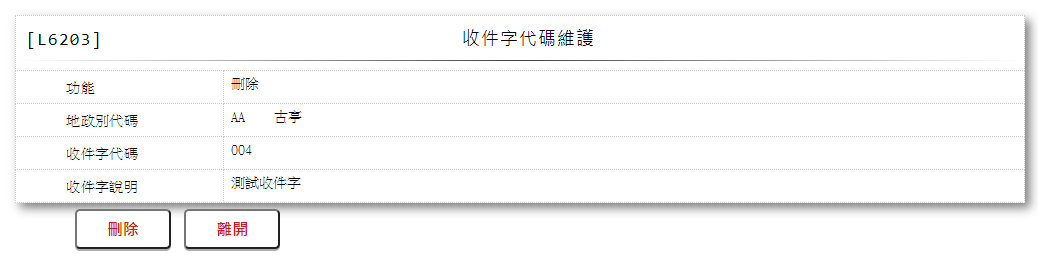 [L6203] 收件字代碼維護
功能 刪除
地政別代碼 AA 古亭
收件字代碼 004
收件字說明 測試收件字
刪除 離開